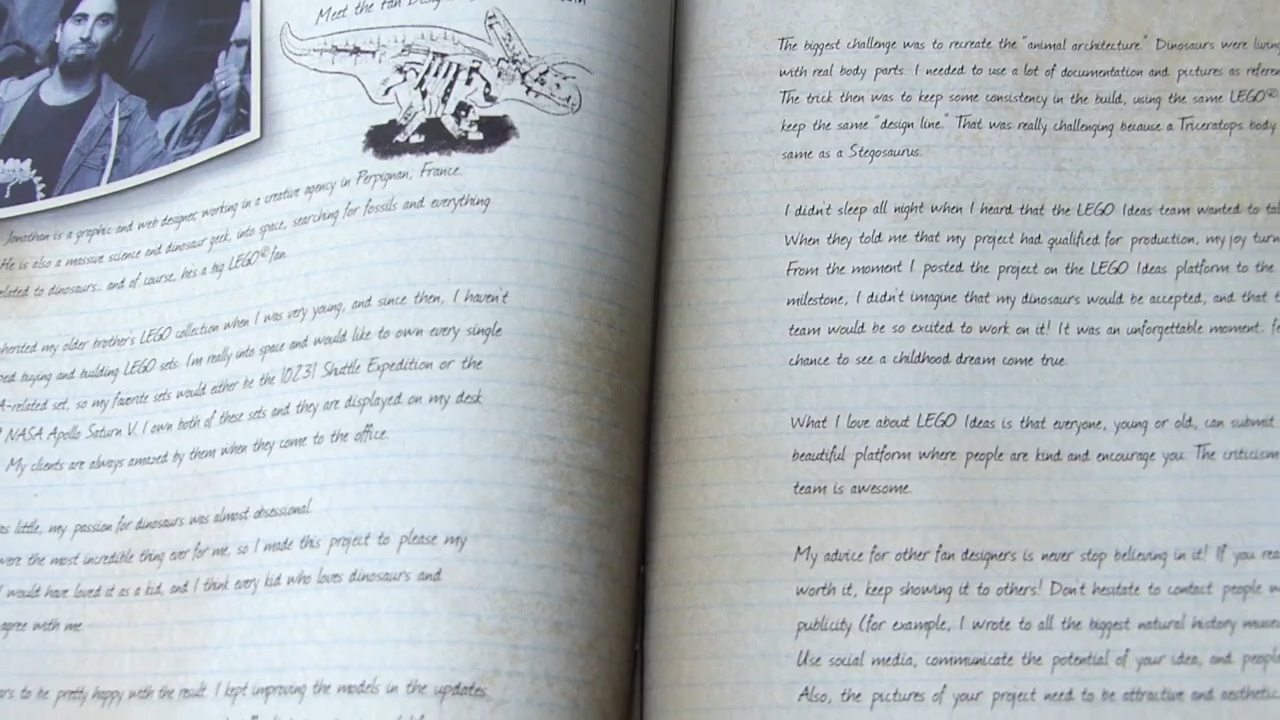 Meet the Fan Desig
Jonathan is a graphic and web designer, working in a creative agency in Perpignan, France.
He is also a massive science and dinosaur geek, into space, searching for fossils and everything
elated to dinosaurs... and of course, he's a big LEGO® fan.
nherited my older brother's LEGO collection when I was very young, and since then, I haven't
ped buying and building LEGO sets. I'm really into space and would like to own every single
A-related set, so my favorite sets would either be the 10231 Shuttle Expedition or the
NASA Apollo Saturn V. I own both of these sets and they are displayed on my desk
My clients are always amazed by them when they come to the office.
as little, my passion for dinosaurs was almost obsessional.
were the most incredible thing ever for me, so I made this project to please my
I would have loved it as a kid, and I think every kid who loves dinosaurs and
agree with me.
ars to be pretty happy with the result. I kept improving the models in the updates,
The biggest challenge was to recreate the "animal architecture." Dinosaurs were livin
with real body parts. I needed to use a lot of documentation and pictures as referen
The trick then was to keep some consistency in the build, using the same LEGO®
keep the same "design line." That was really challenging because a Triceratops body
same as a Stegosaurus.
I didn't sleep all night when I heard that the LEGO Ideas team wanted to tal
When they told me that my project had qualified for production, my joy turn
From the moment I posted the project on the LEGO Ideas platform to the
milestone, I didn't imagine that my dinosaurs would be accepted, and that t
team would be so excited to work on it! It was an unforgettable moment. fe
chance to see a childhood dream come true.
What I love about LEGO Ideas is that everyone, young or old, can submit
beautiful platform where people are kind and encourage you. The criticism
team is awesome.
My advice for other fan designers is never stop believing in it! If you rea
worth it, keep showing it to others! Don't hesitate to contact people w
publicity (for example, I wrote to all the biggest natural history museu
Use social media, communicate the potential of your idea, and people
Also, the pictures of your project need to be attractive and aesthetic